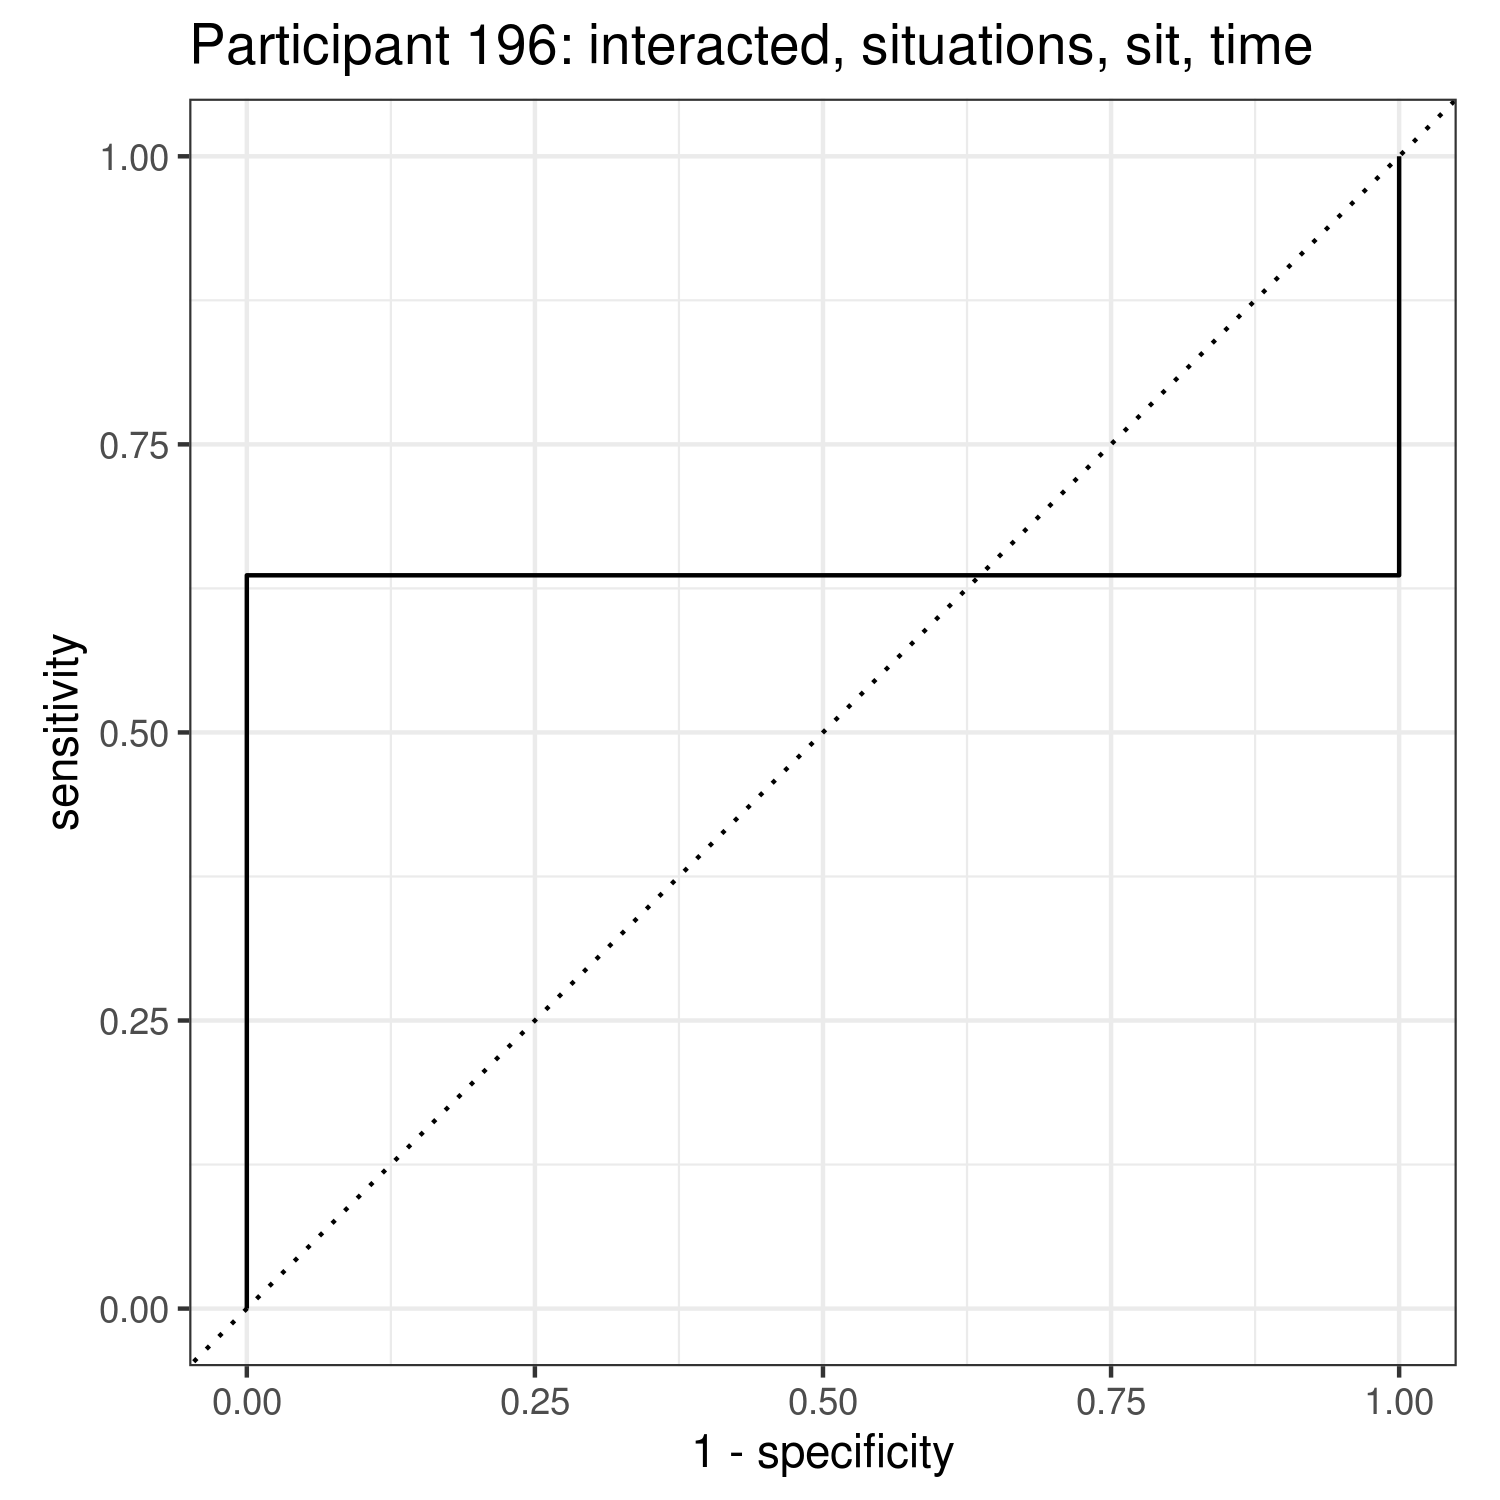 Participant 196: interacted, situations, sit, time
1.00
0.75
0.50
0.25
0.00
sensitivity
0.00 0.25 0.50 0.75 1.00
1 - specificity